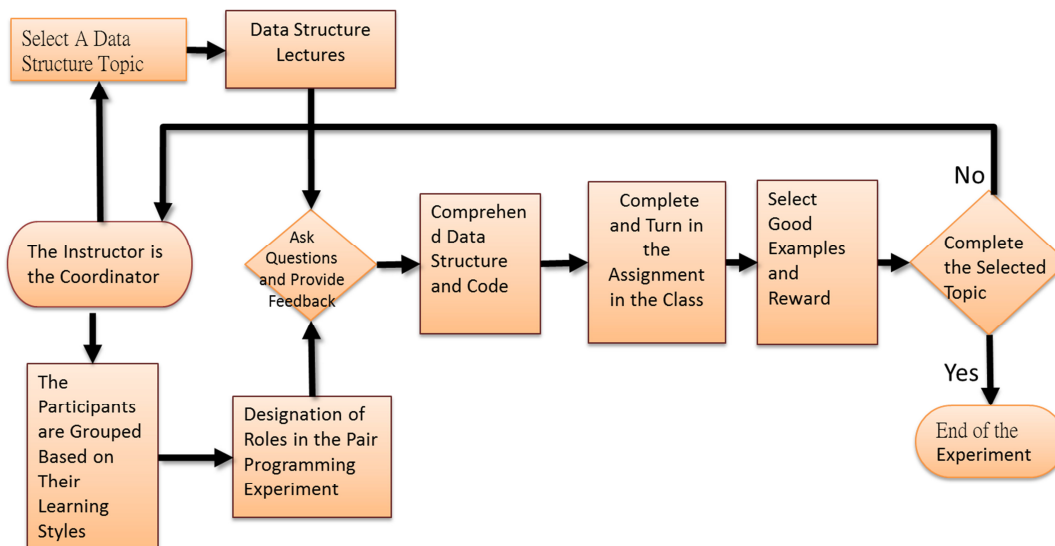 Select A Data
Structure Topic
Data Structure
Lectures
No
The Instructor is
the Coordinator
Ask
Questions
and Provide
Feedback
Comprehen
d Data
Structure
and Code
Complete
and Turn in
the
Assignment
in the Class
Select
Good
Examples
and
Reward
Complete
the Selected
Topic
Yes
The
Participants
are Grouped
Based on
Their
Learning
Styles
Designation of
Roles in the Pair
Programming
Experiment
End of the
Experiment